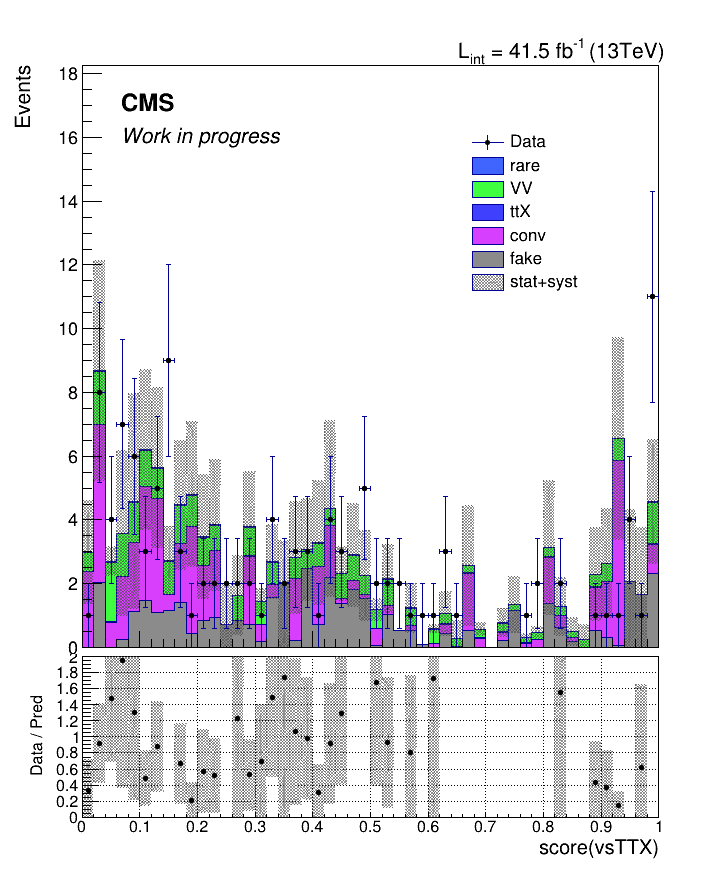 L_int = 41.5 fb^-1 (13TeV)
Events
18
16
14
12
10
8
6
4
2
0
CMS
Work in progress
Data
rare
VV
ttX
conv
fake
stat+syst
Data / Pred
2
1.8
1.6
1.4
1.2
1
0.8
0.6
0.4
0.2
0
0 0.1 0.2 0.3 0.4 0.5 0.6 0.7 0.8 0.9 1
score(vsTTX)